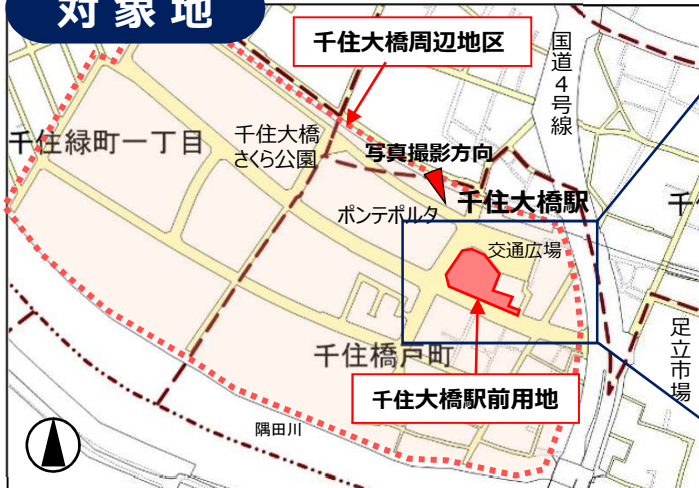 対象地
千住大橋周辺地区
国道4号線
千住緑町一丁目
千住大橋
さくら公園
写真撮影方向
千住大橋駅
ポンテポルタ
交通広場
千住橋戸町
足立市場
千住大橋駅前用地
隅田川